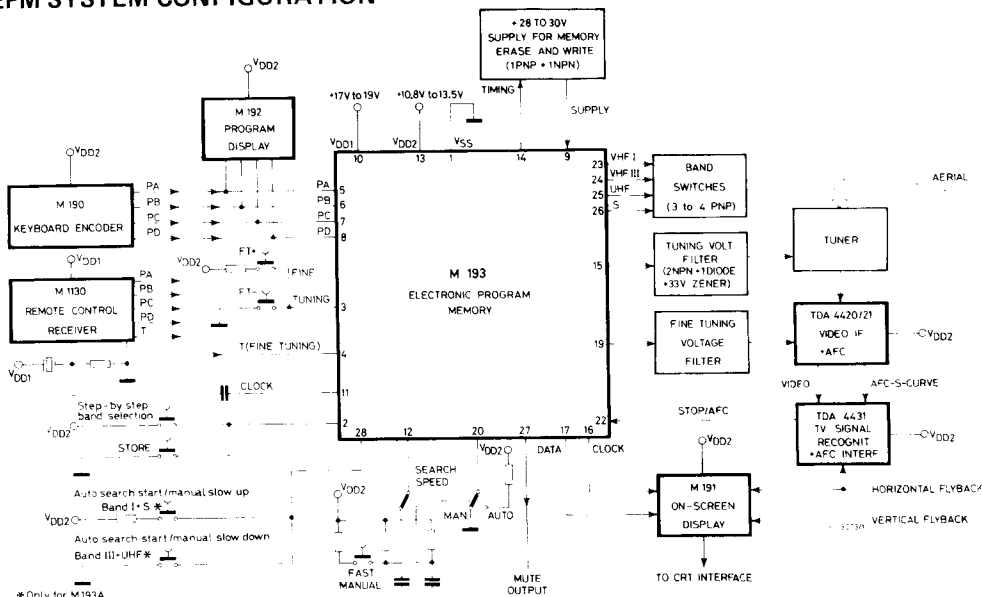 EPM SYSTEM CONFIGURATION
+ 28 TO 30V
SUPPLY FOR MEMORY
ERASE AND WRITE
(1PNP + 1NPN)
TIMING
SUPPLY
VDD2
M 192
PROGRAM
DISPLAY
+17V to 19V
+10.8V to 13.5V
VDD1
VDD2
VSS
10
13
1
14
9
VDD2
M 190
KEYBOARD ENCODER
PA
PB
PC
PD
PA
PB
PC
PD
5
6
7
8
VDD1
M 1130
REMOTE CONTROL
RECEIVER
PA
PB
PC
PD
T
VDD2
FT+
FINE
FT-
TUNING
3
T(FINE TUNING)
4
VDD1
CLOCK
11
M 193
ELECTRONIC PROGRAM
MEMORY
23
VHF I
24
VHF III
25
UHF
26
S
BAND
SWITCHES
(3 to 4 PNP)
15
TUNING VOLT
FILTER
(2NPN +1DIODE
+33V ZENER)
19
FINE TUNING
VOLTAGE
FILTER
AERIAL
TUNER
TDA 4420/21
VIDEO IF
+AFC
VDD2
VIDEO
AFC-S-CURVE
TDA 4431
TV SIGNAL
RECOGNIT
+AFC INTERF
VDD2
Step-by step
band selection
VDD2
2
STORE
28
12
20
27
17
16
22
DATA
CLOCK
STOP/AFC
VDD2
Auto search start/manual slow up
Band I+S *
VDD2
Auto search start/manual slow down
Band III+UHF*
VDD2
SEARCH
SPEED
VDD2
MAN.
AUTO
FAST
MANUAL
MUTE
OUTPUT
M 191
ON-SCREEN
DISPLAY
HORIZONTAL FLYBACK
VERTICAL FLYBACK
TO CRT INTERFACE
*Only for M193A